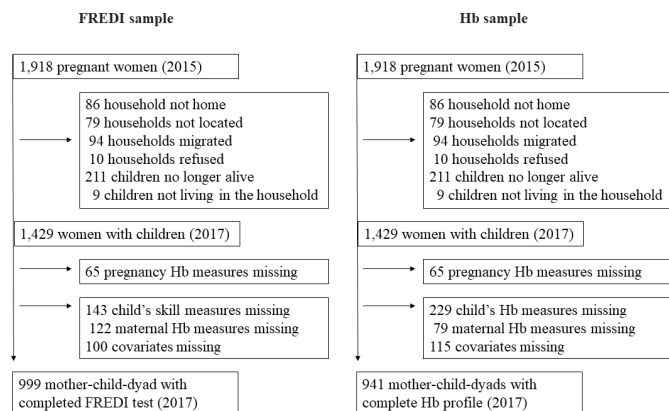 FREDI sample
1,918 pregnant women (2015)
86 household not home
79 households not located
94 households migrated
10 households refused
211 children no longer alive
9 children not living in the household
1,429 women with children (2017)
65 pregnancy Hb measures missing
143 child's skill measures missing
122 maternal Hb measures missing
100 covariates missing
999 mother-child-dyad with
completed FREDI test (2017)
Hb sample
1,918 pregnant women (2015)
86 household not home
79 households not located
94 households migrated
10 households refused
211 children no longer alive
9 children not living in the household
1,429 women with children (2017)
65 pregnancy Hb measures missing
229 child's Hb measures missing
79 maternal Hb measures missing
115 covariates missing
941 mother-child-dyads with
complete Hb profile (2017)